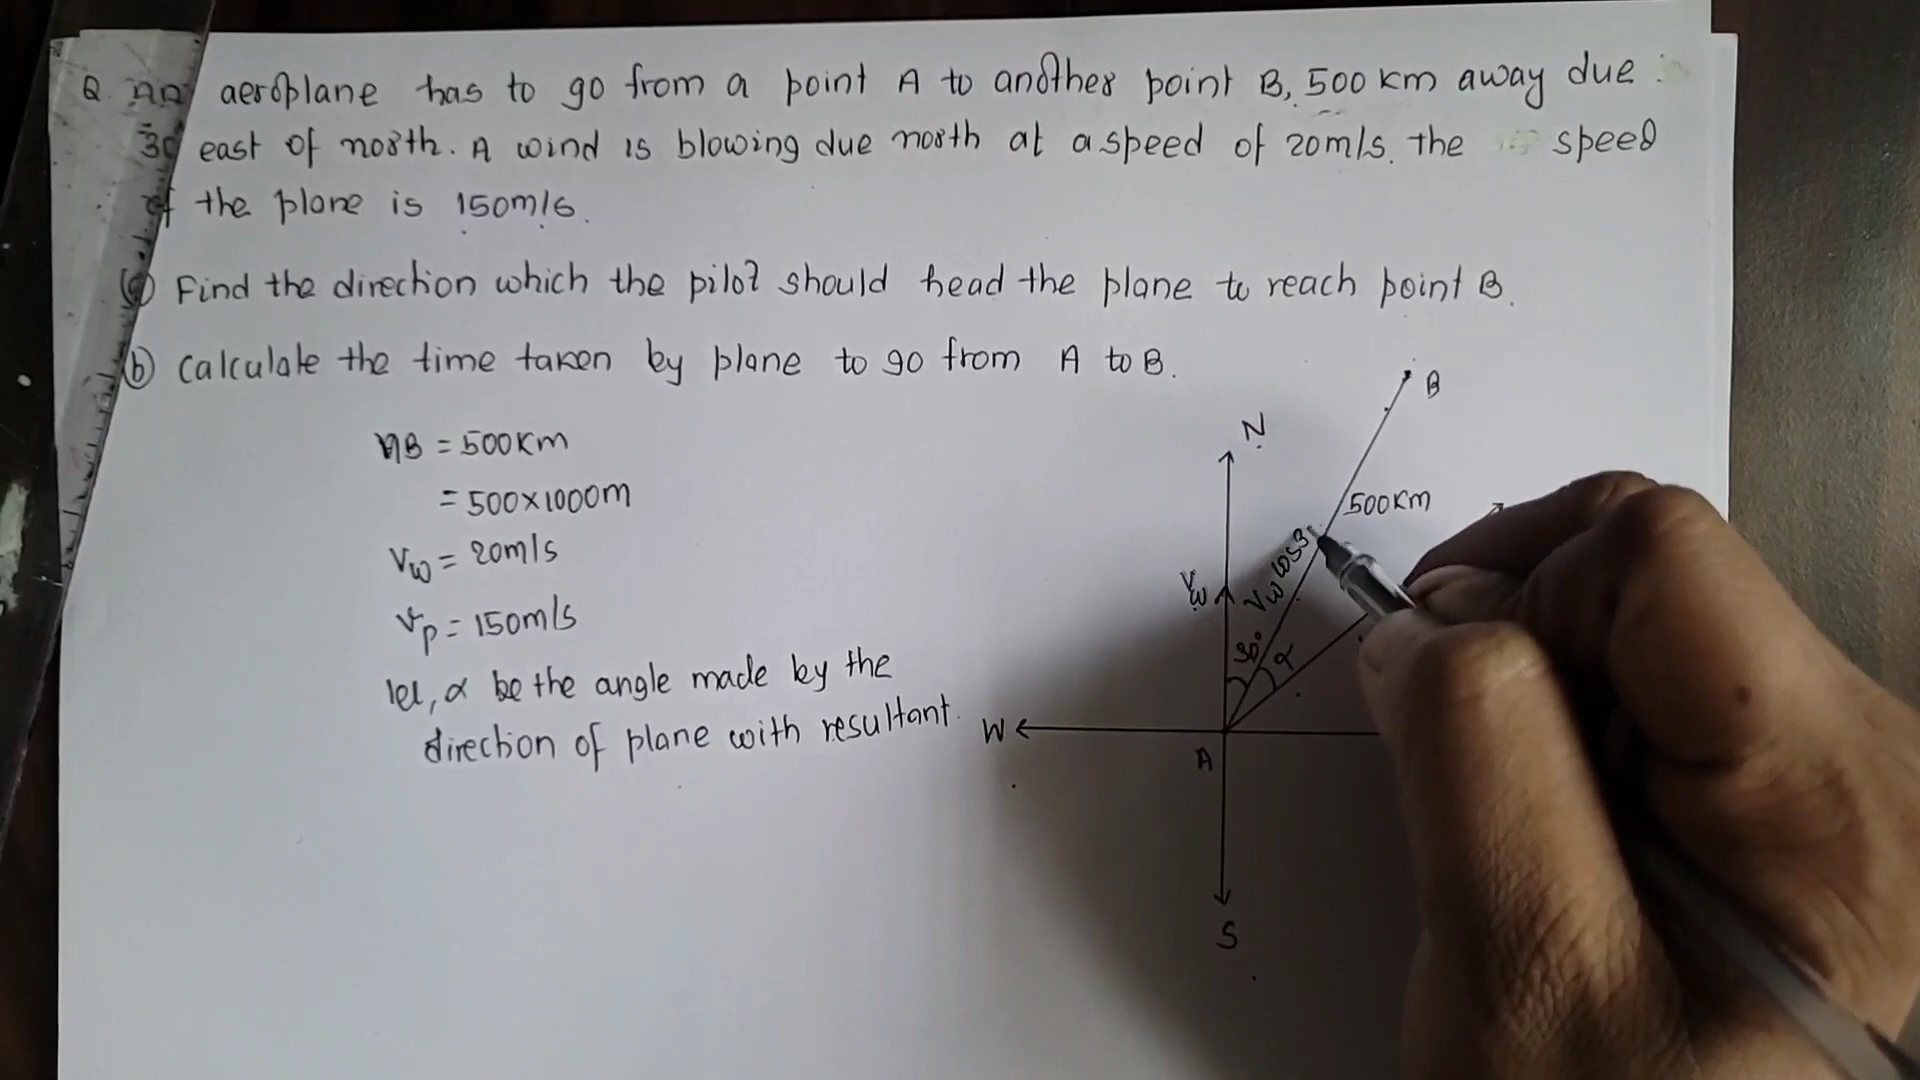 Q. An aeroplane has to go from a point A to another point B, 500 km away due
30 east of north. A wind is blowing due north at a speed of 20m/s. the speed
of the plane is 150m/s.
(a) Find the direction which the pilot should head the plane to reach point B.
(b) calculate the time taken by plane to go from A to B.
AB = 500km
= 500×1000m
Vw = 20m/s
Vp = 150m/s
let, α be the angle made by the
direction of plane with resultant.
B
N
500km
Vw cos3
Vw
30°
α
W
A
S